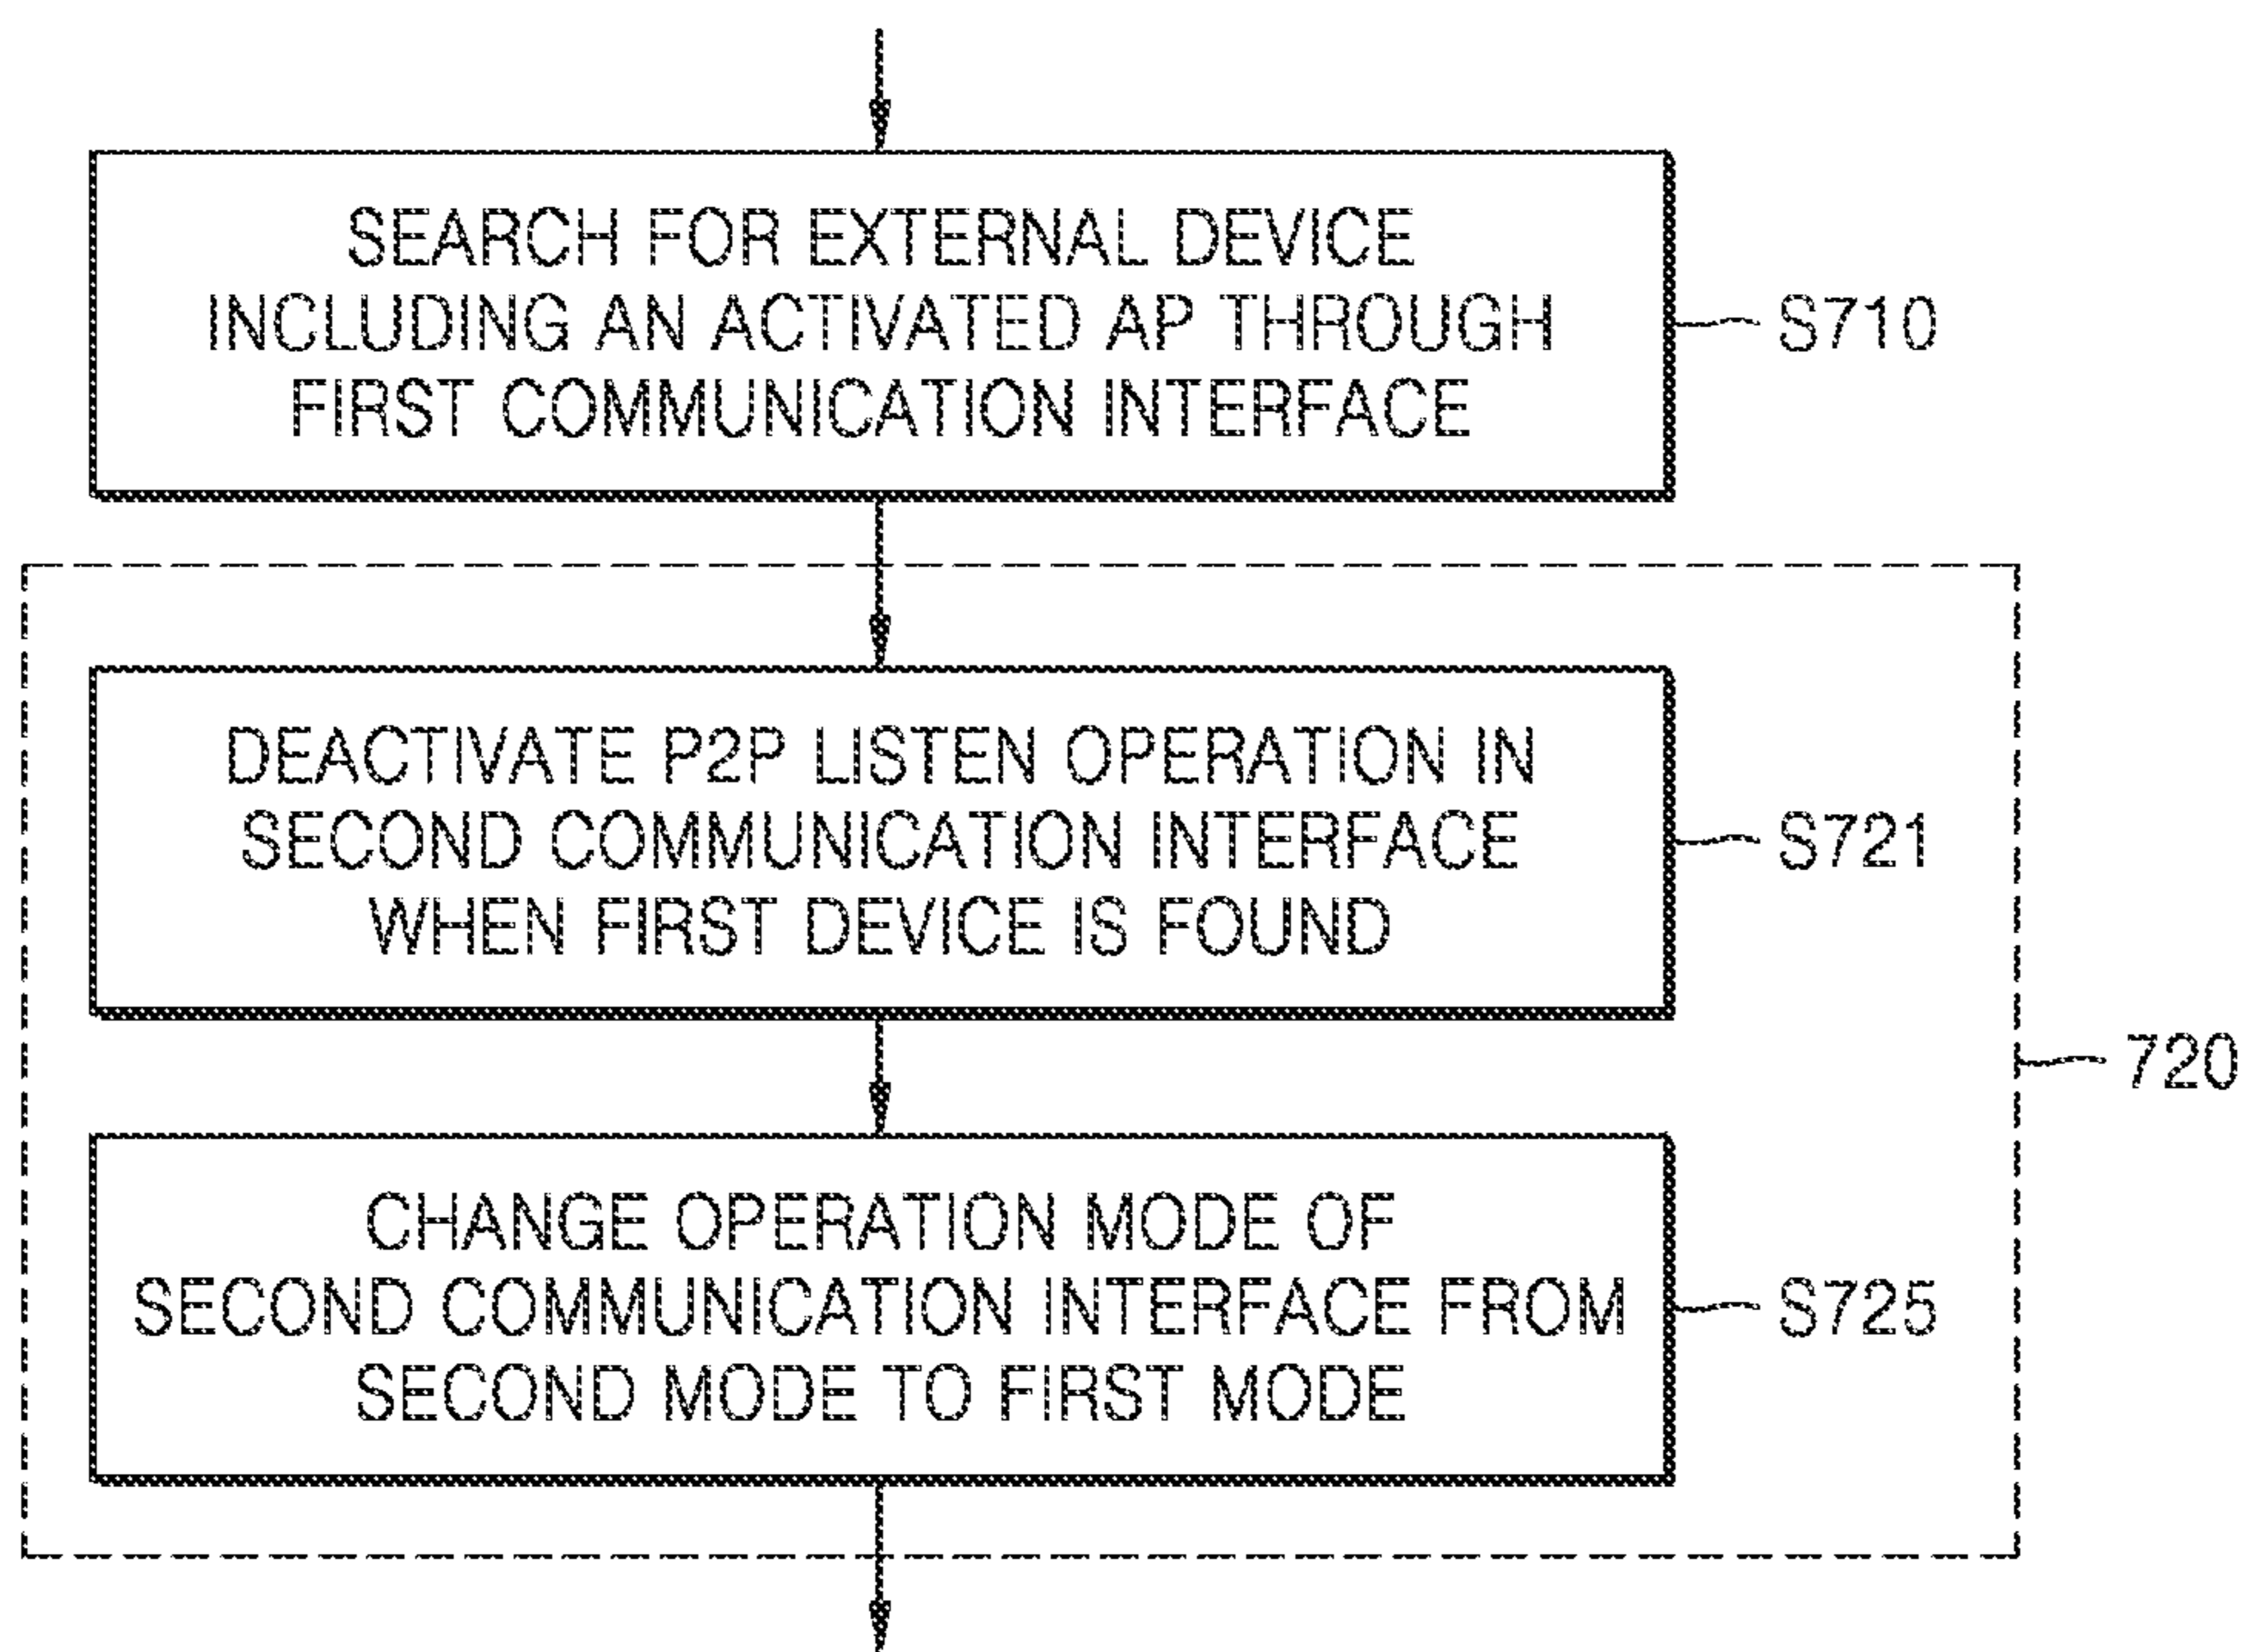 SEARCH FOR EXTERNAL DEVICE
INCLUDING AN ACTIVATED AP THROUGH
FIRST COMMUNICATION INTERFACE
S710
DEACTIVATE P2P LISTEN OPERATION IN
SECOND COMMUNICATION INTERFACE
WHEN FIRST DEVICE IS FOUND
S721
720
CHANGE OPERATION MODE OF
SECOND COMMUNICATION INTERFACE FROM
SECOND MODE TO FIRST MODE
S725